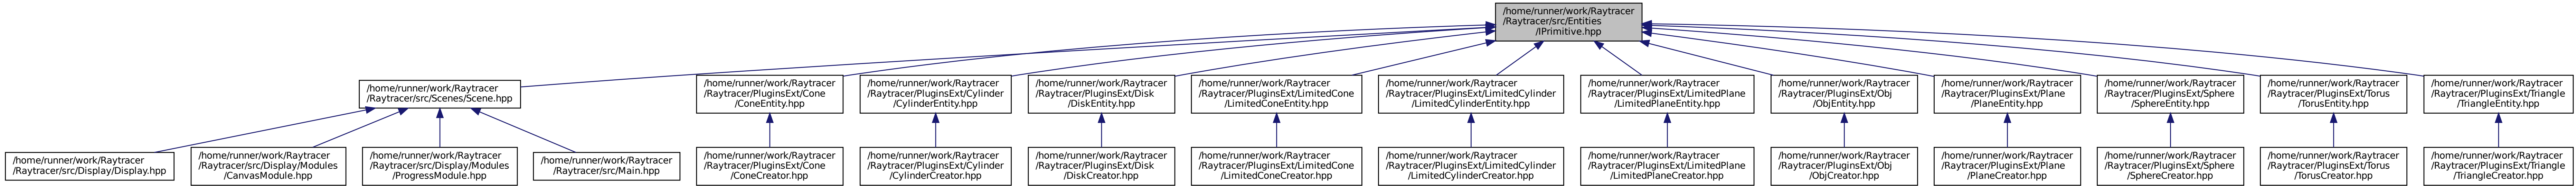 /home/runner/work/Raytracer
/Raytracer/src/Entities
/IPrimitive.hpp
/home/runner/work/Raytracer
/Raytracer/src/Scenes/Scene.hpp
/home/runner/work/Raytracer
/Raytracer/PluginsExt/Cone
/ConeEntity.hpp
/home/runner/work/Raytracer
/Raytracer/PluginsExt/Cylinder
/CylinderEntity.hpp
/home/runner/work/Raytracer
/Raytracer/PluginsExt/Disk
/DiskEntity.hpp
/home/runner/work/Raytracer
/Raytracer/PluginsExt/LimitedCone
/LimitedConeEntity.hpp
/home/runner/work/Raytracer
/Raytracer/PluginsExt/LimitedCylinder
/LimitedCylinderEntity.hpp
/home/runner/work/Raytracer
/Raytracer/PluginsExt/LimitedPlane
/LimitedPlaneEntity.hpp
/home/runner/work/Raytracer
/Raytracer/PluginsExt/Obj
/ObjEntity.hpp
/home/runner/work/Raytracer
/Raytracer/PluginsExt/Plane
/PlaneEntity.hpp
/home/runner/work/Raytracer
/Raytracer/PluginsExt/Sphere
/SphereEntity.hpp
/home/runner/work/Raytracer
/Raytracer/PluginsExt/Torus
/TorusEntity.hpp
/home/runner/work/Raytracer
/Raytracer/PluginsExt/Triangle
/TriangleEntity.hpp
/home/runner/work/Raytracer
/Raytracer/src/Display/Display.hpp
/home/runner/work/Raytracer
/Raytracer/src/Display/Modules
/CanvasModule.hpp
/home/runner/work/Raytracer
/Raytracer/src/Display/Modules
/ProgressModule.hpp
/home/runner/work/Raytracer
/Raytracer/src/Main.hpp
/home/runner/work/Raytracer
/Raytracer/PluginsExt/Cone
/ConeCreator.hpp
/home/runner/work/Raytracer
/Raytracer/PluginsExt/Cylinder
/CylinderCreator.hpp
/home/runner/work/Raytracer
/Raytracer/PluginsExt/Disk
/DiskCreator.hpp
/home/runner/work/Raytracer
/Raytracer/PluginsExt/LimitedCone
/LimitedConeCreator.hpp
/home/runner/work/Raytracer
/Raytracer/PluginsExt/LimitedCylinder
/LimitedCylinderCreator.hpp
/home/runner/work/Raytracer
/Raytracer/PluginsExt/LimitedPlane
/LimitedPlaneCreator.hpp
/home/runner/work/Raytracer
/Raytracer/PluginsExt/Obj
/ObjCreator.hpp
/home/runner/work/Raytracer
/Raytracer/PluginsExt/Plane
/PlaneCreator.hpp
/home/runner/work/Raytracer
/Raytracer/PluginsExt/Sphere
/SphereCreator.hpp
/home/runner/work/Raytracer
/Raytracer/PluginsExt/Torus
/TorusCreator.hpp
/home/runner/work/Raytracer
/Raytracer/PluginsExt/Triangle
/TriangleCreator.hpp